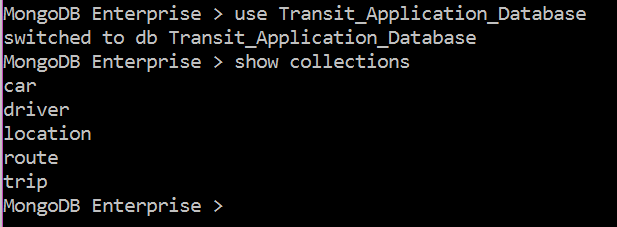 MongoDB Enterprise > use Transit_Application_Database
switched to db Transit_Application_Database
MongoDB Enterprise > show collections
car
driver
location
route
trip
MongoDB Enterprise >